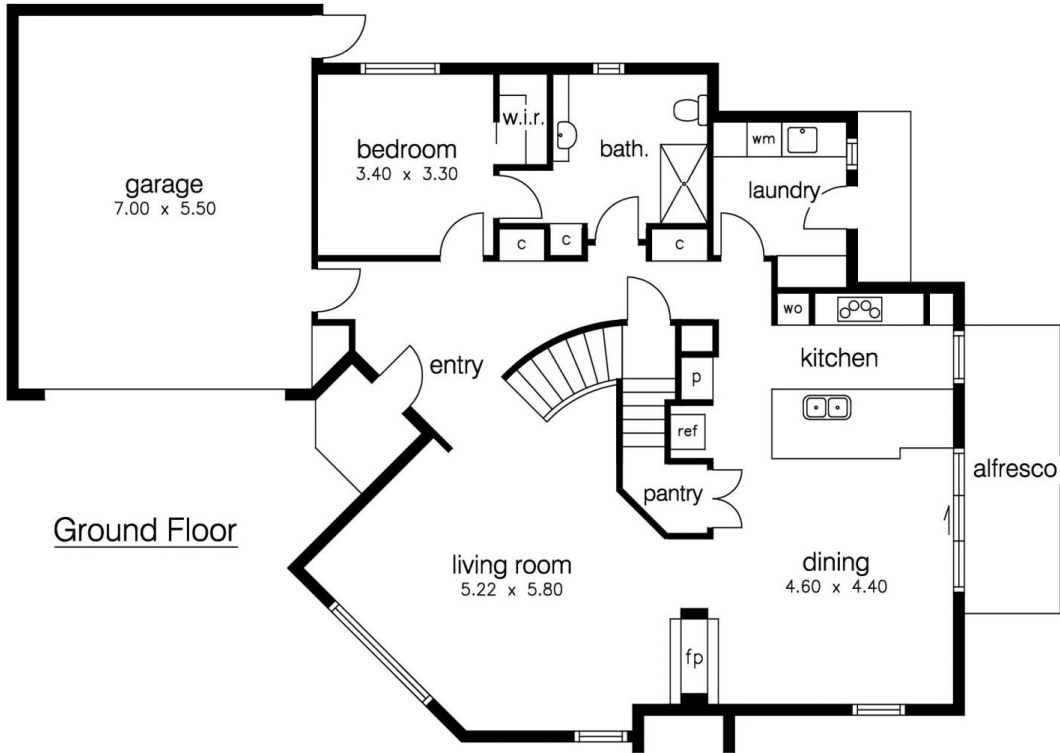 w.i.r.
bedroom
3.40 x 3.30
bath.
wm
garage
7.00 x 5.50
laundry
c
c
c
wo
entry
kitchen
p
ref
alfresco
pantry
Ground Floor
living room
5.22 x 5.80
dining
4.60 x 4.40
fp